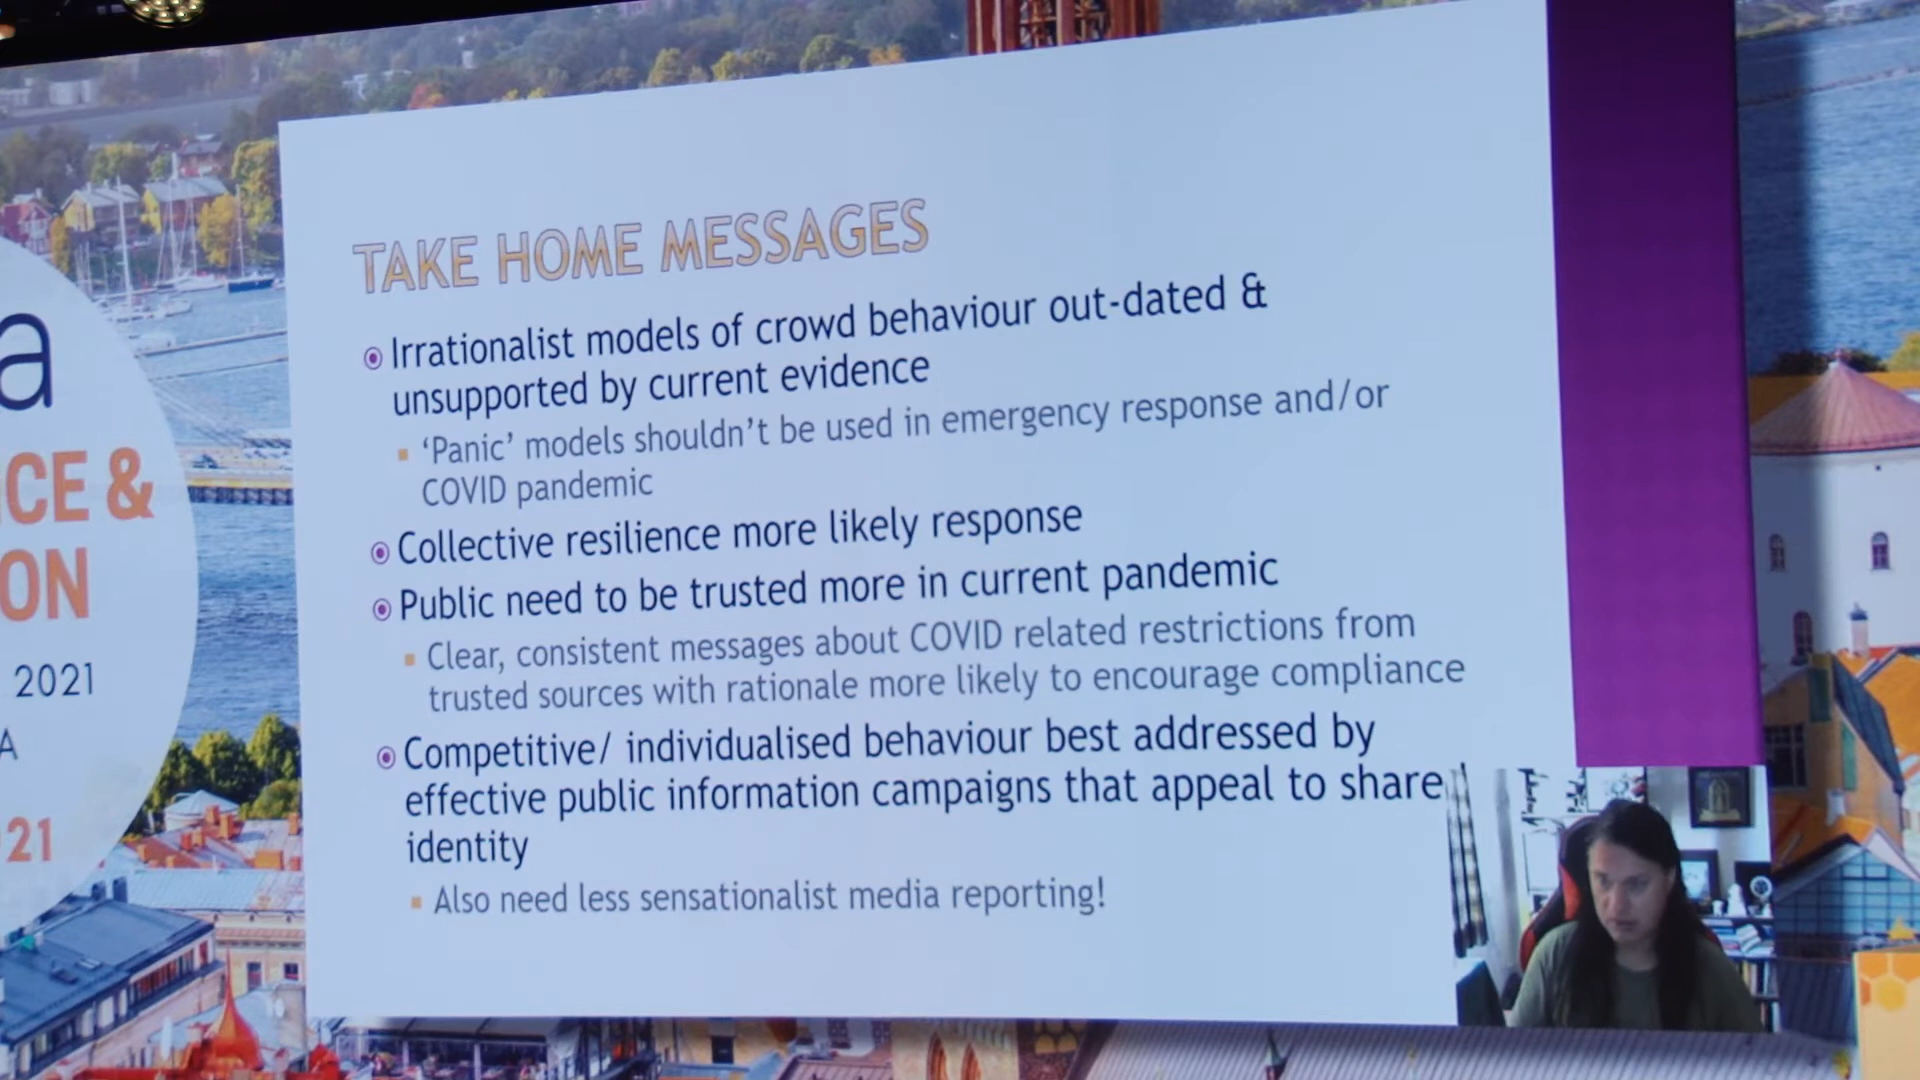 a
CE &
ON
2021
A
21
TAKE HOME MESSAGES
Irrationalist models of crowd behaviour out-dated &
unsupported by current evidence
‘Panic’ models shouldn’t be used in emergency response and/or
COVID pandemic
Collective resilience more likely response
Public need to be trusted more in current pandemic
Clear, consistent messages about COVID related restrictions from
trusted sources with rationale more likely to encourage compliance
Competitive/ individualised behaviour best addressed by
effective public information campaigns that appeal to share
identity
Also need less sensationalist media reporting!